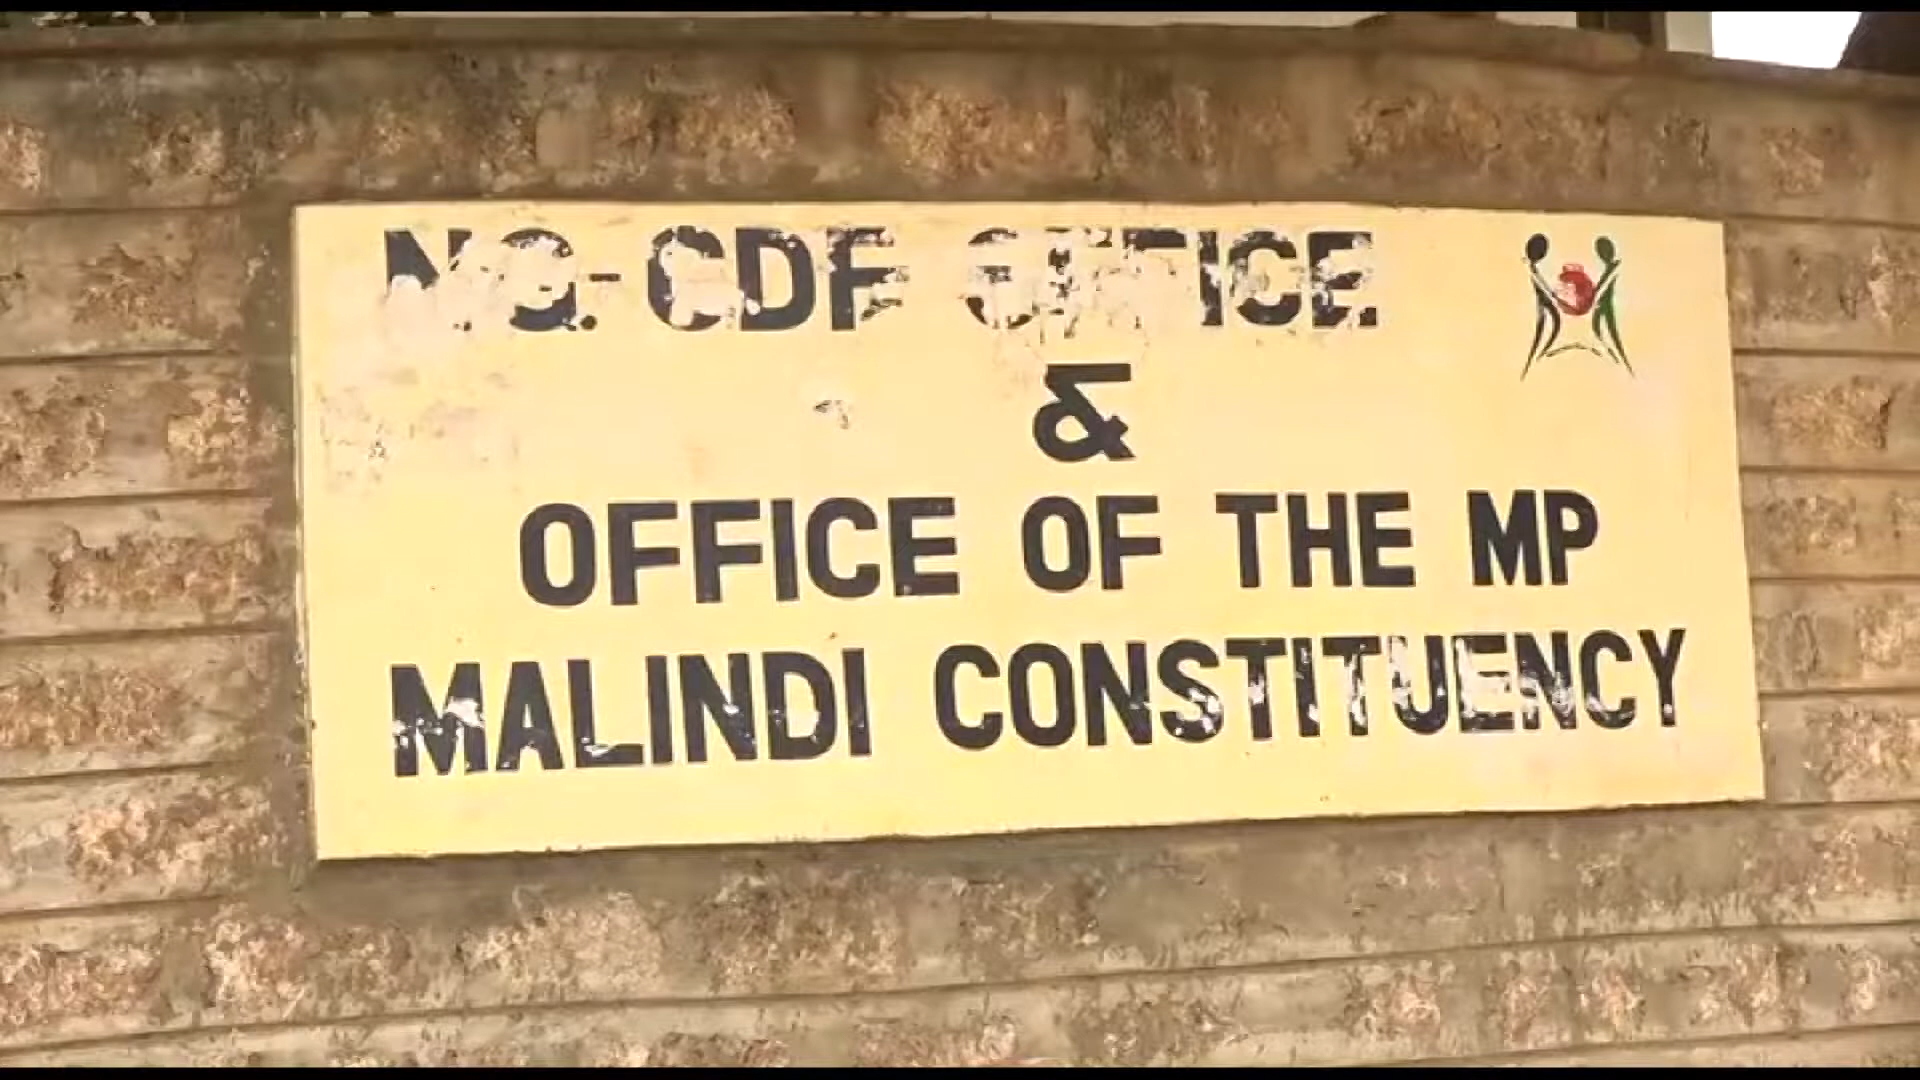 NG-CDF OFFICE
&
OFFICE OF THE MP
MALINDI CONSTITUENCY